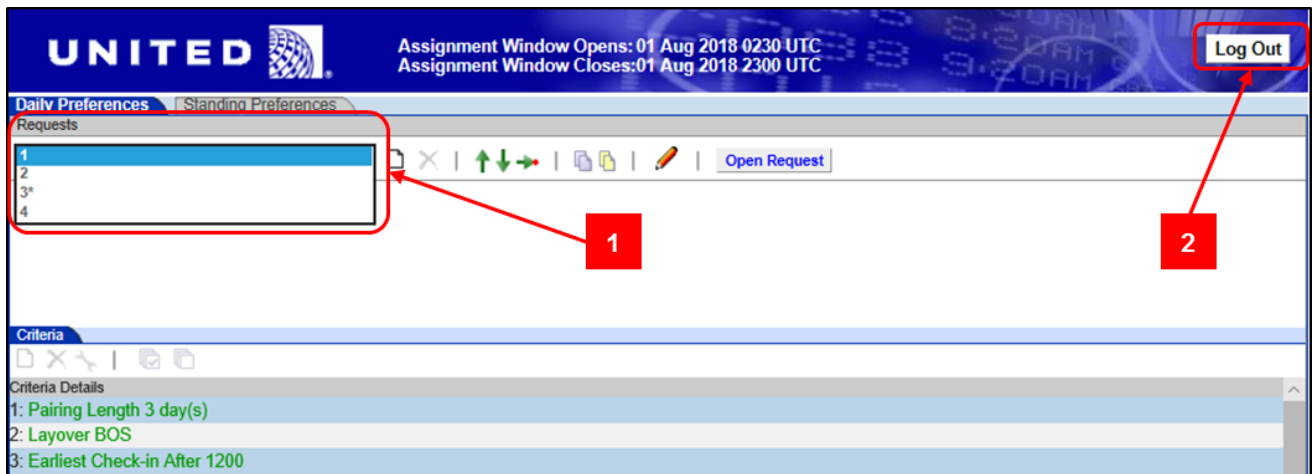 UNITED
Assignment Window Opens: 01 Aug 2018 0230 UTC
Assignment Window Closes:01 Aug 2018 2300 UTC
Log Out
Daily Preferences
Standing Preferences
Requests
1
2
3*
4
Open Request
1
2
Criteria
Criteria Details
1: Pairing Length 3 day(s)
2: Layover BOS
3: Earliest Check-in After 1200